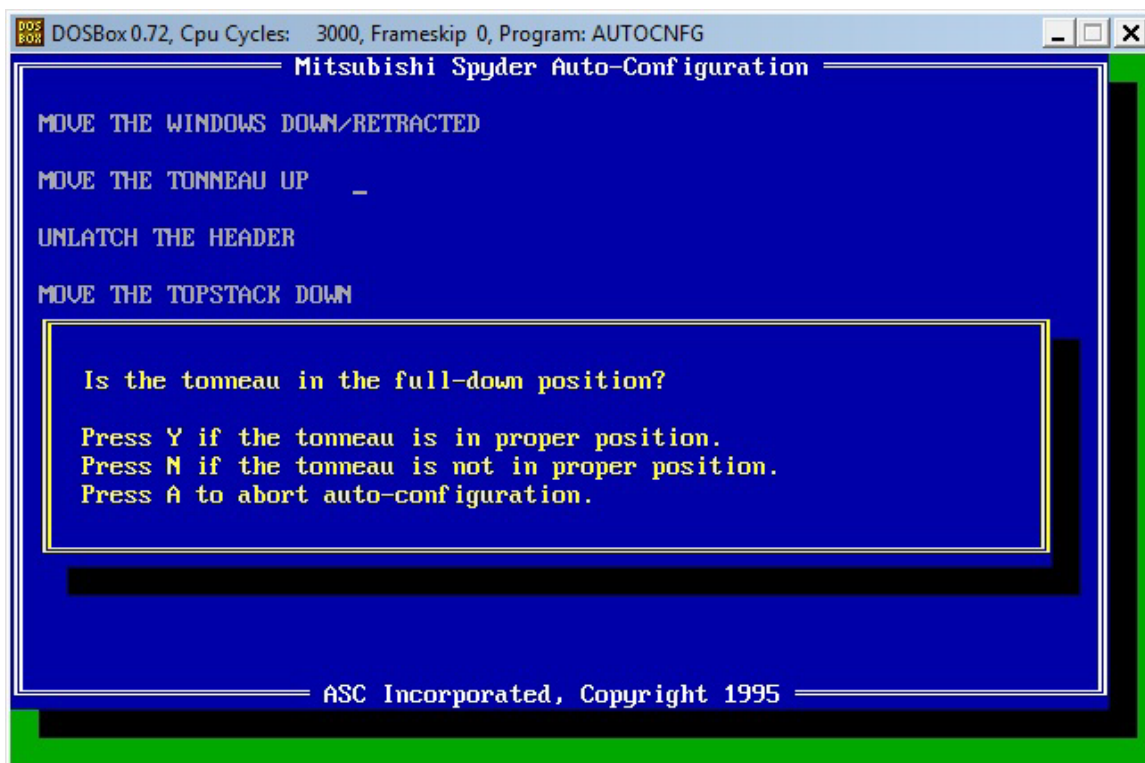 DOSBox 0.72, Cpu Cycles: 3000, Frameskip 0, Program: AUTOCNFG
Mitsubishi Spyder Auto-Configuration
MOVE THE WINDOWS DOWN/RETRACTED
MOVE THE TONNEAU UP _
UNLATCH THE HEADER
MOVE THE TOPSTACK DOWN
Is the tonneau in the full-down position?
Press Y if the tonneau is in proper position.
Press N if the tonneau is not in proper position.
Press A to abort auto-configuration.
ASC Incorporated, Copyright 1995